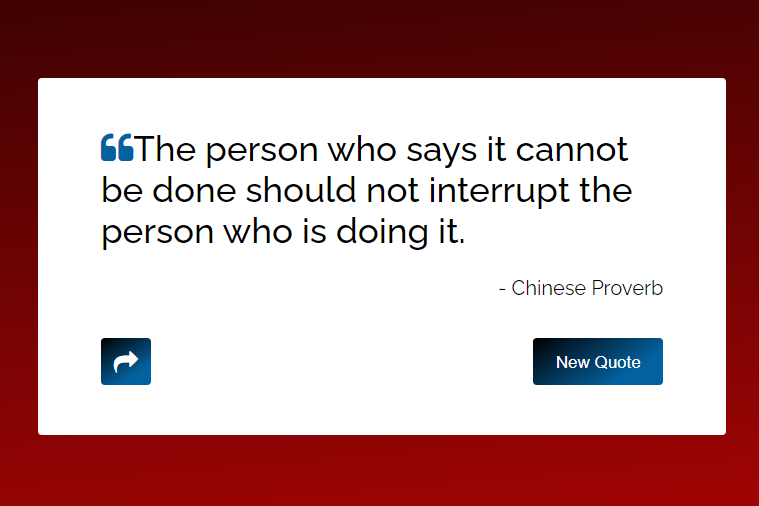 “The person who says it cannot
be done should not interrupt the
person who is doing it.
- Chinese Proverb
New Quote